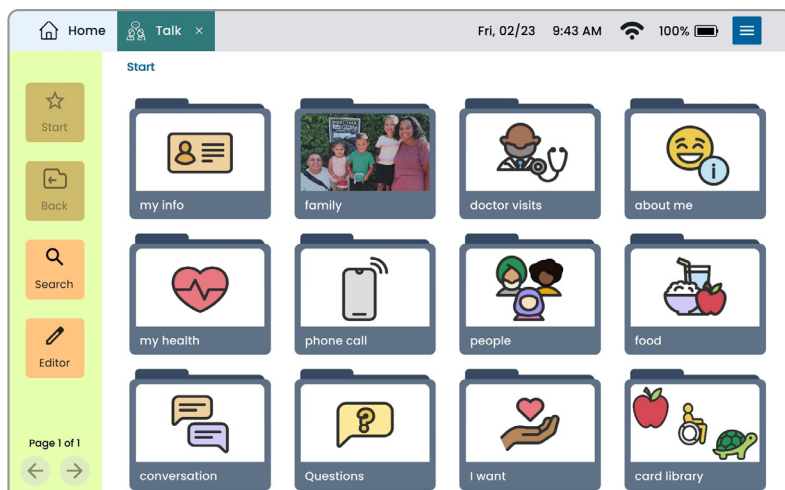 Home
Talk
Fri, 02/23 9:43 AM 100%
Start
Start
Back
Search
Editor
Page 1 of 1
my info
family
doctor visits
about me
my health
phone call
people
food
conversation
Questions
I want
card library